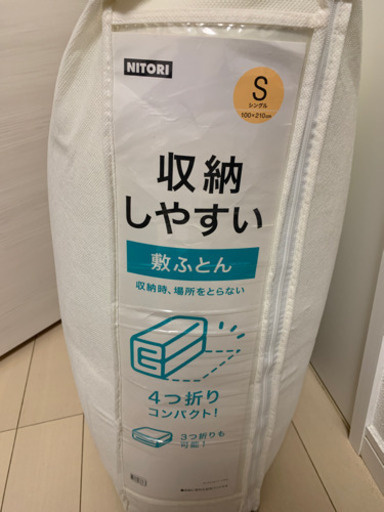 NITORI
S
シングル
100×210cm
収納
しやすい
敷ふとん
収納時、場所をとらない
4つ折り
コンパクト!
3つ折りも
可能!